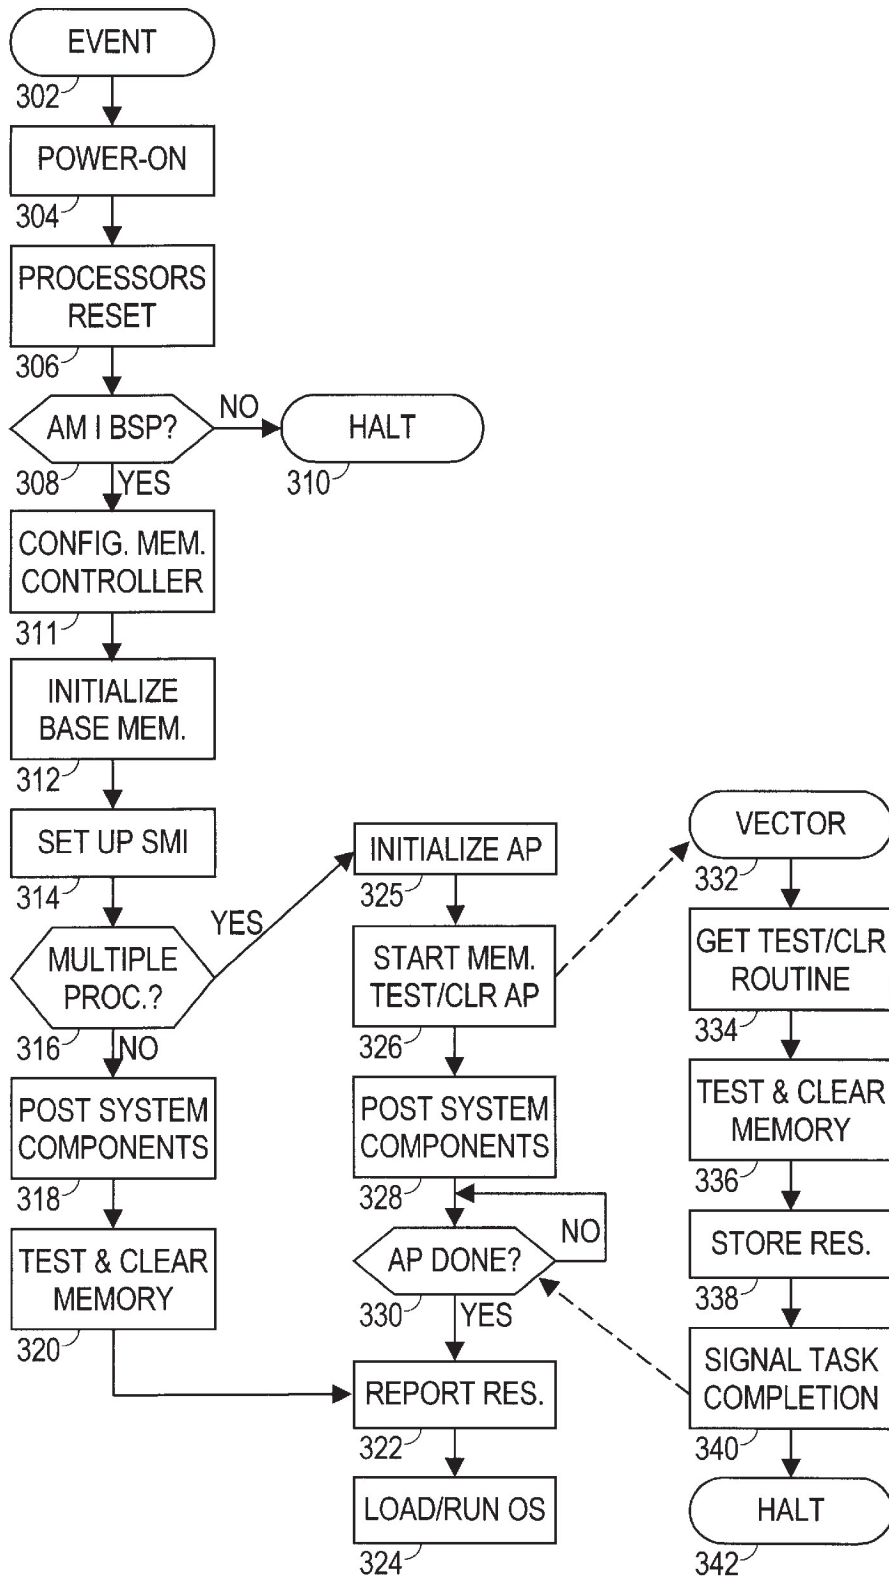 EVENT
302
POWER-ON
304
PROCESSORS
RESET
306
AM I BSP?
NO
HALT
308
310
YES
CONFIG. MEM.
CONTROLLER
311
INITIALIZE
BASE MEM.
312
SET UP SMI
314
MULTIPLE
PROC.?
YES
316
NO
POST SYSTEM
COMPONENTS
318
TEST & CLEAR
MEMORY
320
INITIALIZE AP
325
START MEM.
TEST/CLR AP
326
POST SYSTEM
COMPONENTS
328
NO
AP DONE?
330
YES
REPORT RES.
322
LOAD/RUN OS
324
VECTOR
332
GET TEST/CLR
ROUTINE
334
TEST & CLEAR
MEMORY
336
STORE RES.
338
SIGNAL TASK
COMPLETION
340
HALT
342